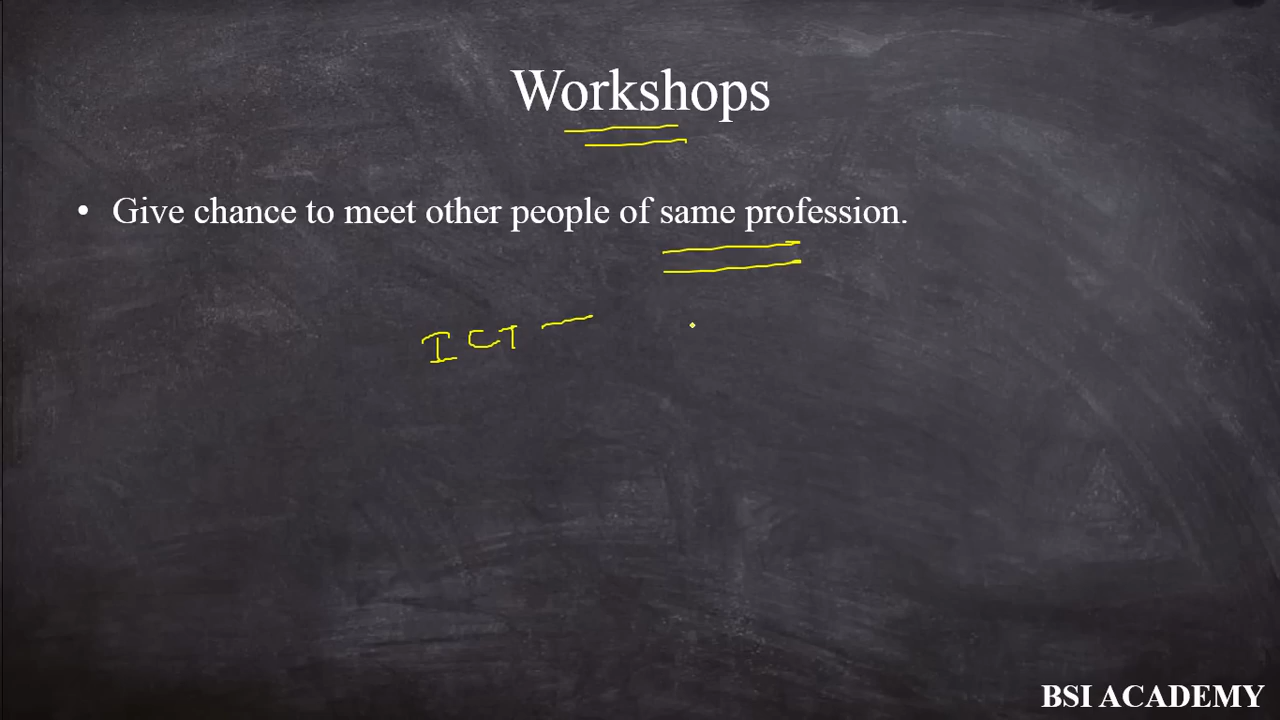 Workshops
• Give chance to meet other people of same profession.
ICT —
BSI ACADEMY